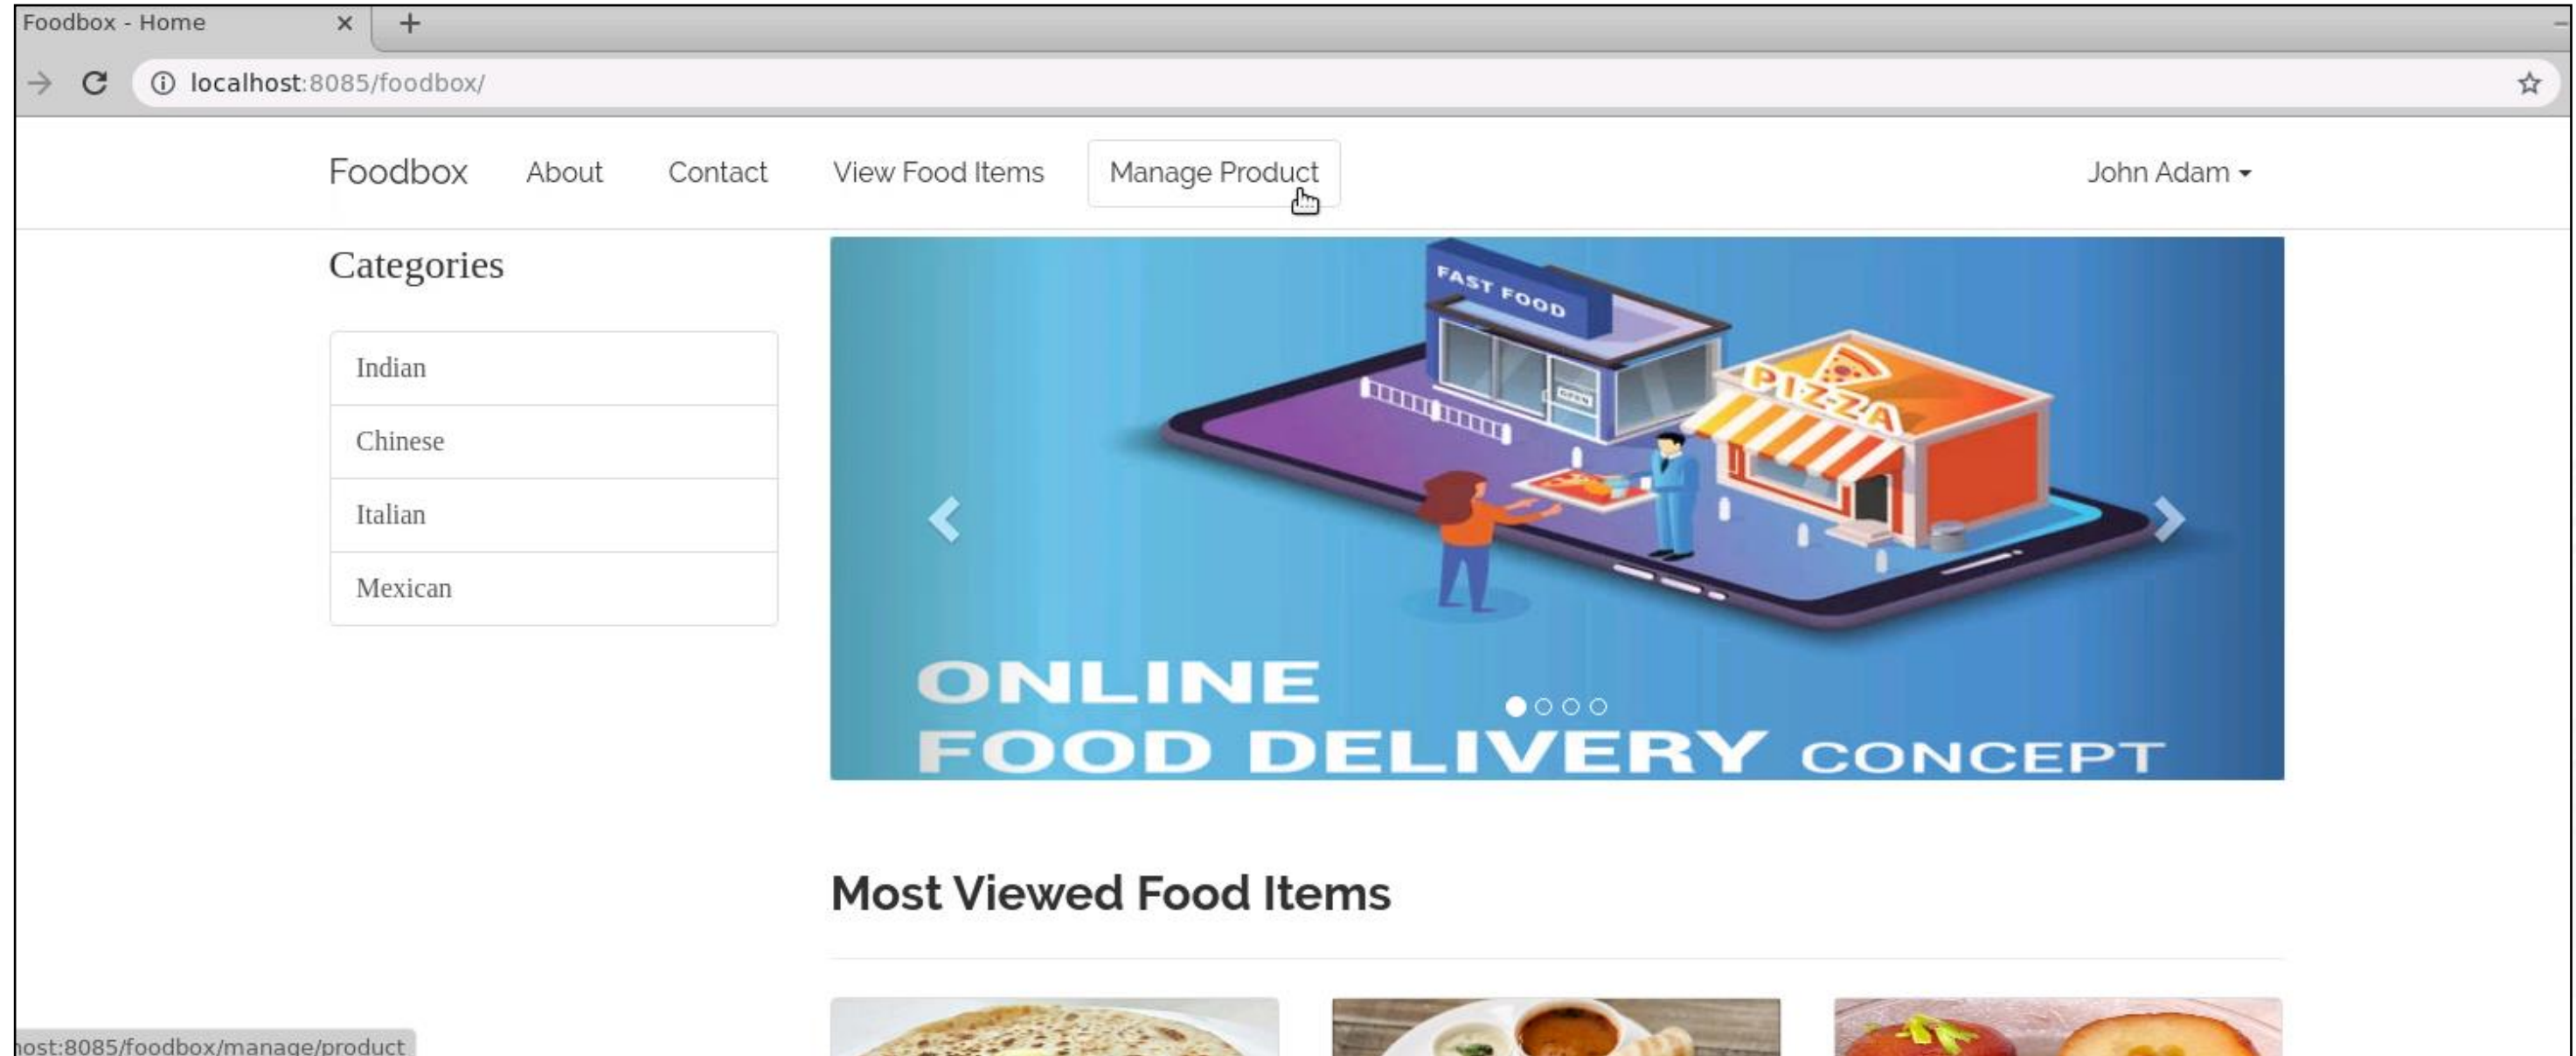 Foodbox - Home
localhost:8085/foodbox/
Foodbox About Contact View Food Items Manage Product John Adam
Categories
Indian
Chinese
Italian
Mexican
FAST FOOD
OPEN
PIZZA
ONLINE
FOOD DELIVERY CONCEPT
Most Viewed Food Items
ost:8085/foodbox/manage/product